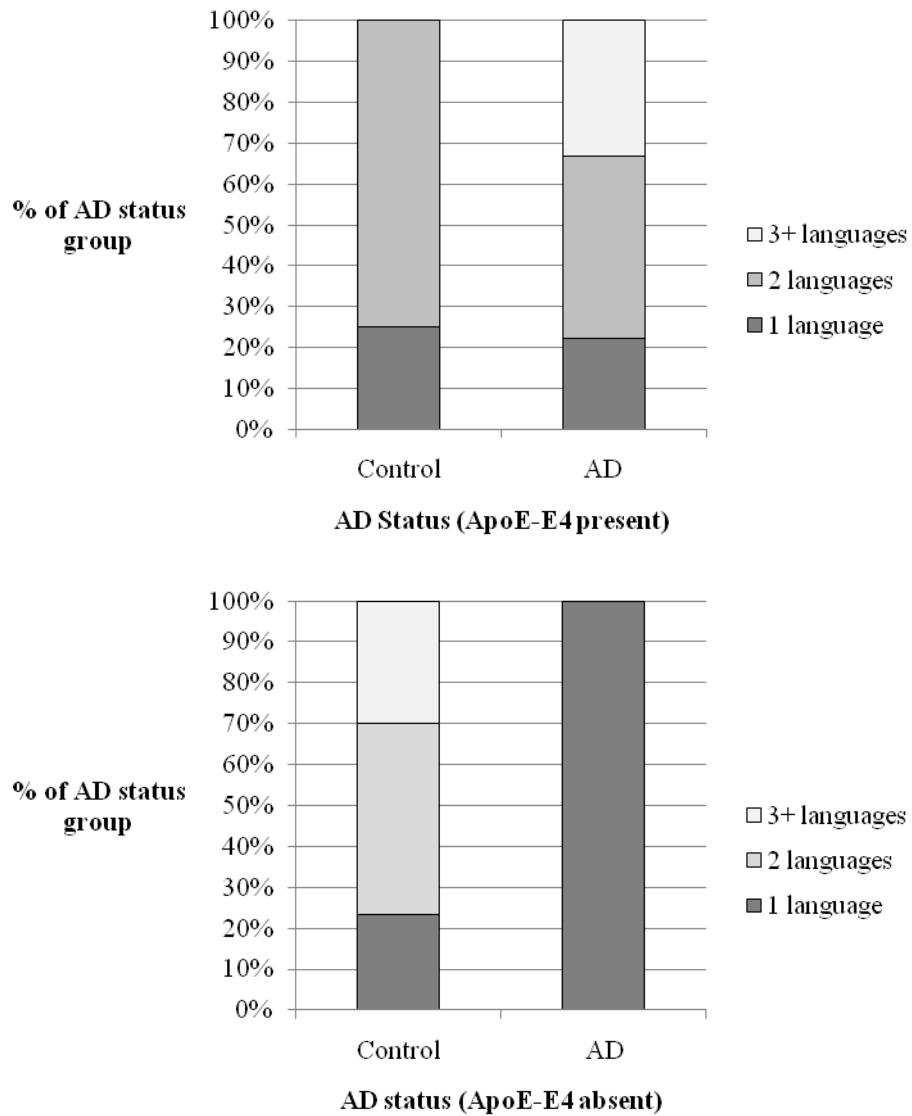 100%
90%
80%
70%
60%
50%
40%
30%
20%
10%
0%
% of AD status
group
3+ languages
2 languages
1 language
Control AD
AD Status (ApoE-E4 present)
100%
90%
80%
70%
60%
50%
40%
30%
20%
10%
0%
% of AD status
group
3+ languages
2 languages
1 language
Control AD
AD status (ApoE-E4 absent)